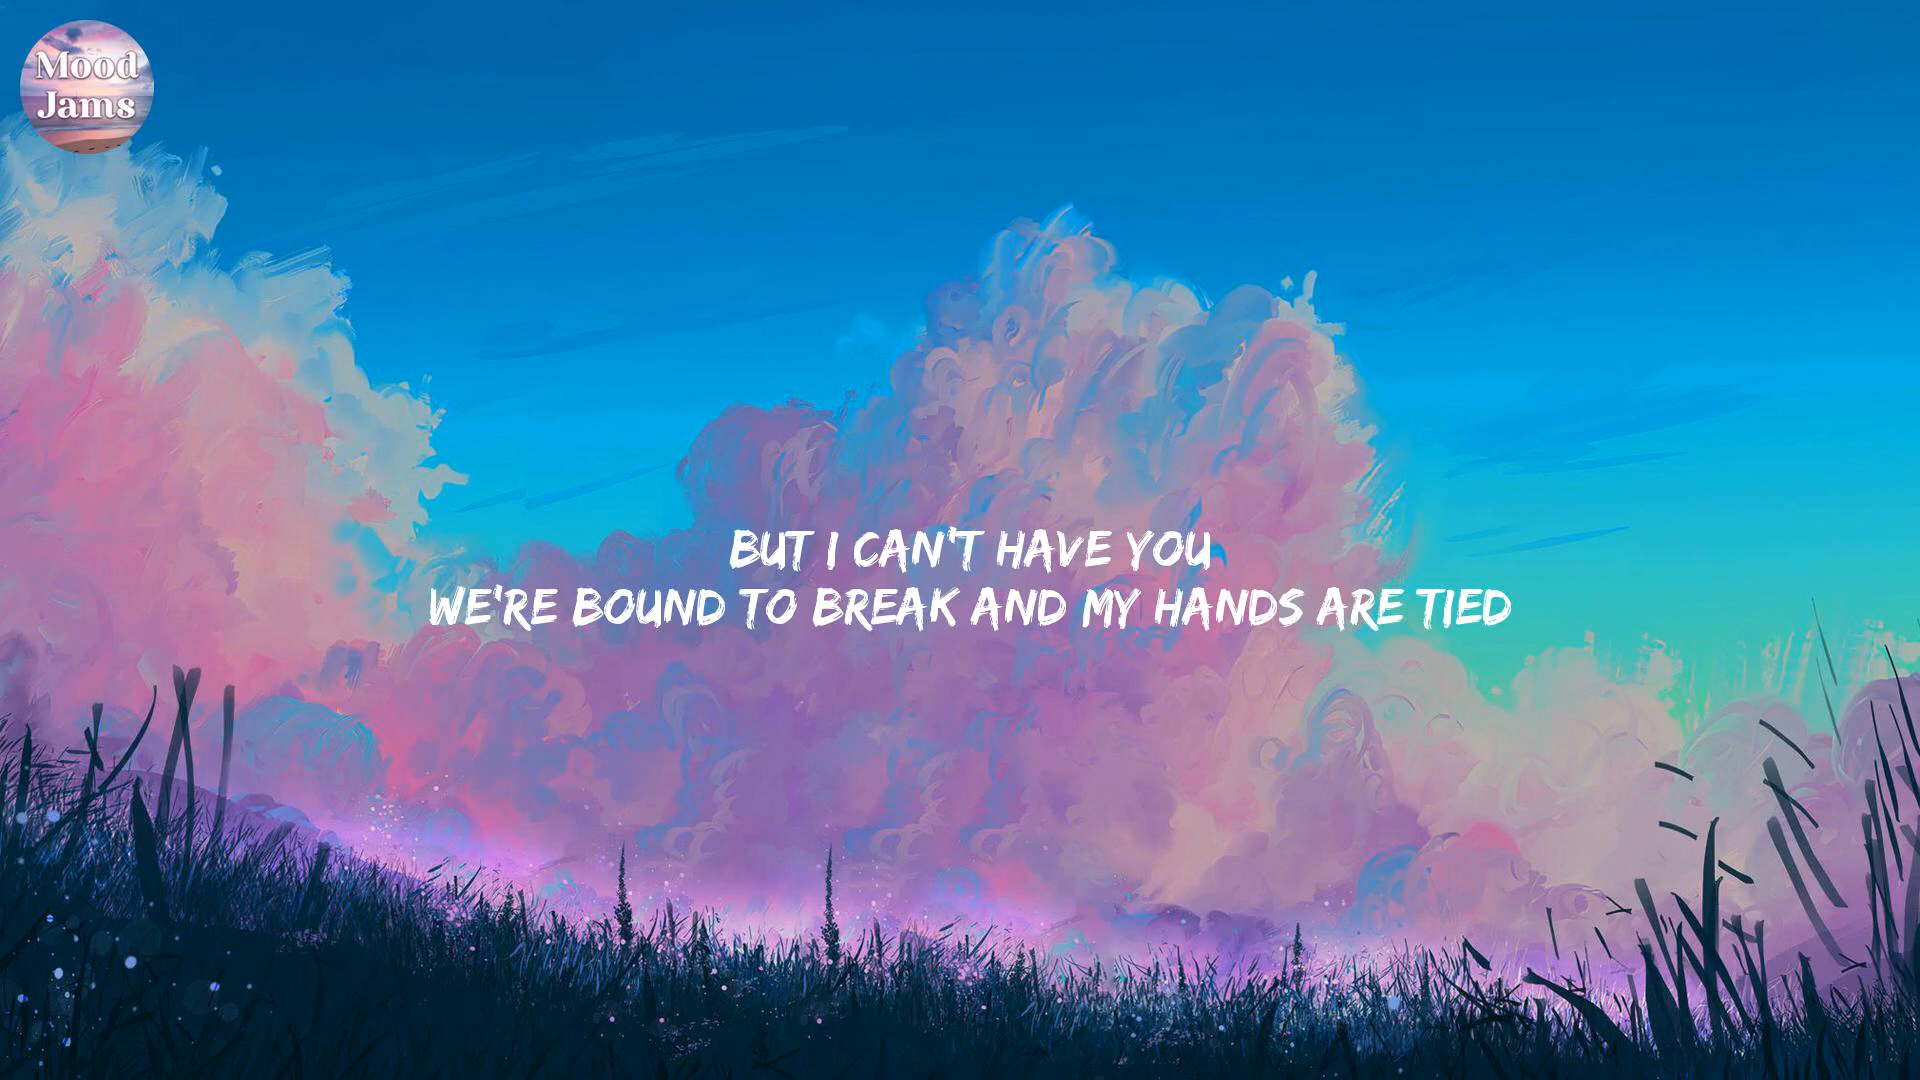 Mood
Jams
BUT I CAN'T HAVE YOU
WE'RE BOUND TO BREAK AND MY HANDS ARE TIED